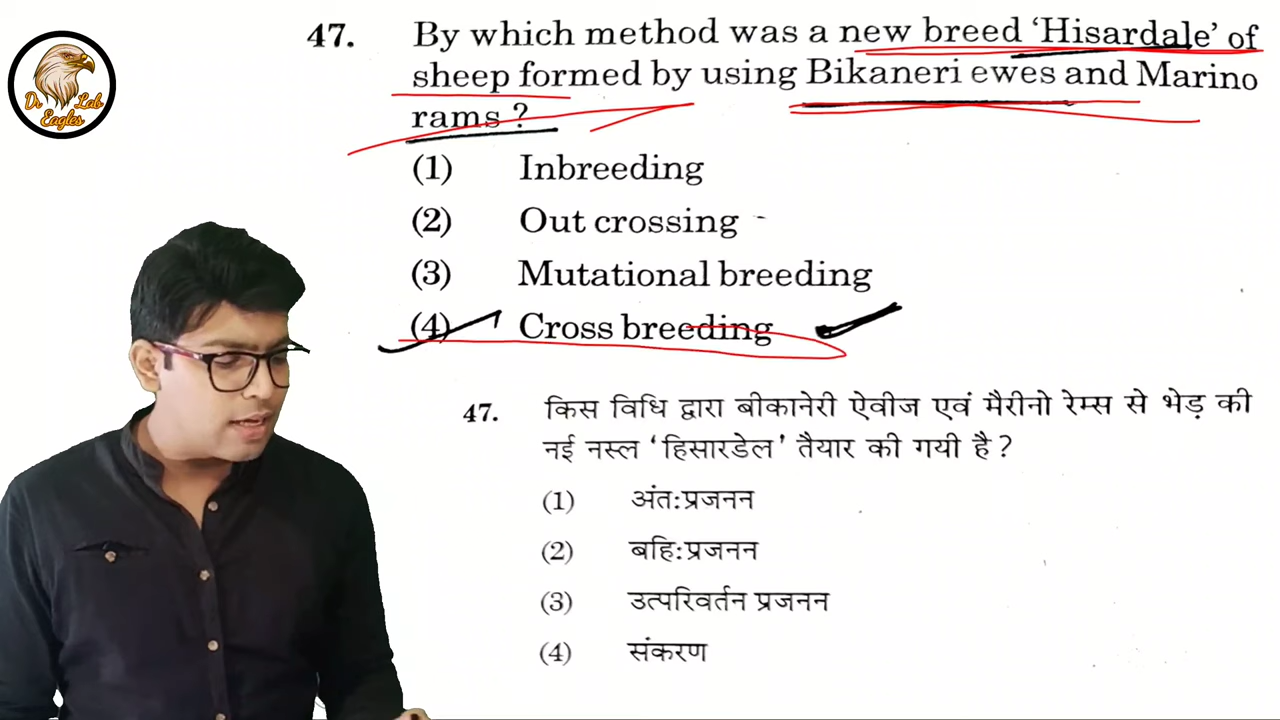 Dr Lab
Eagles
47. By which method was a new breed ‘Hisardale’ of
sheep formed by using Bikaneri ewes and Marino
rams ?
(1) Inbreeding
(2) Out crossing
(3) Mutational breeding
(4) Cross breeding
47. किस विधि द्वारा बीकानेरी ऐवीज एवं मैरीनो रेम्स से भेड़ की
नई नस्ल ‘हिसारडेल’ तैयार की गयी है ?
(1) अंतःप्रजनन
(2) बहिःप्रजनन
(3) उत्परिवर्तन प्रजनन
(4) संकरण